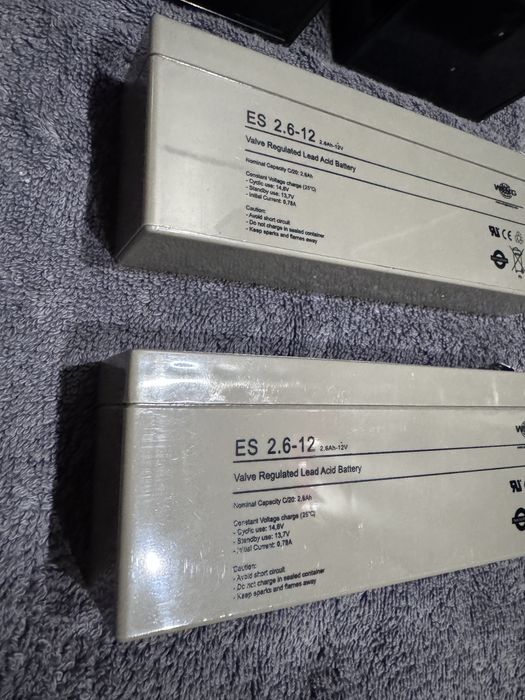 ES 2.6-12 2.6Ah-12V
Valve Regulated Lead Acid Battery
Nominal Capacity C/20: 2,6Ah
Constant Voltage charge (25°C)
- Cyclic use: 14,6V
- Standby use: 13,7V
- Initial Current: 0,78A
Caution:
- Avoid short circuit
- Do not charge in sealed container
- Keep sparks and flames away
ES 2.6-12 2.6Ah-12V
Valve Regulated Lead Acid Battery
Nominal Capacity C/20: 2,6Ah
Constant Voltage charge (25°C)
- Cyclic use: 14,6V
- Standby use: 13,7V
- Initial Current: 0,78A
Caution:
- Avoid short circuit
- Do not charge in sealed container
- Keep sparks and flames away